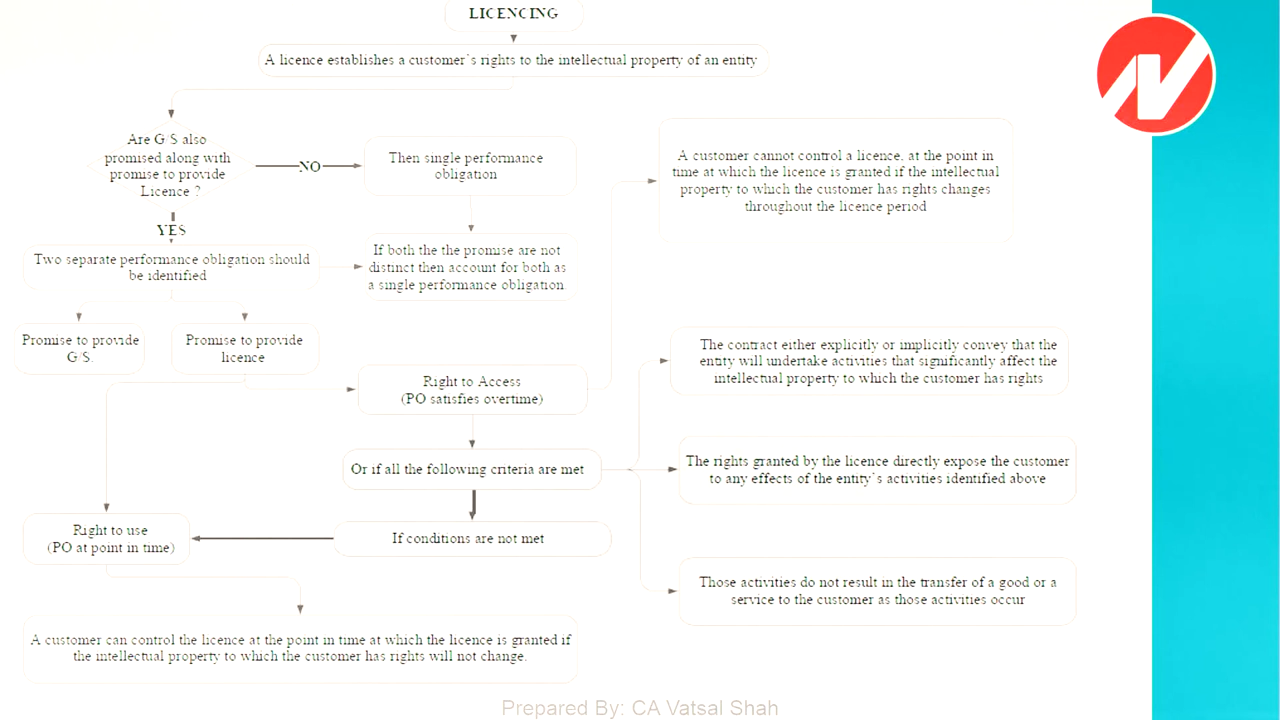 LICENCING
A licence establishes a customer's rights to the intellectual property of an entity
Are G/S also
promised along with
promise to provide
Licence ?
NO
Then single performance
obligation
YES
Two separate performance obligation should
be identified
If both the the promise are not
distinct then account for both as
a single performance obligation
Promise to provide
G/S.
Promise to provide
licence
A customer cannot control a licence, at the point in
time at which the licence is granted if the intellectual
property to which the customer has rights changes
throughout the licence period
Right to Access
(PO satisfies overtime)
The contract either explicitly or implicitly convey that the
entity will undertake activities that significantly affect the
intellectual property to which the customer has rights
Or if all the following criteria are met
The rights granted by the licence directly expose the customer
to any effects of the entity's activities identified above
Right to use
(PO at point in time)
If conditions are not met
Those activities do not result in the transfer of a good or a
service to the customer as those activities occur
A customer can control the licence at the point in time at which the licence is granted if
the intellectual property to which the customer has rights will not change.
Prepared By: CA Vatsal Shah